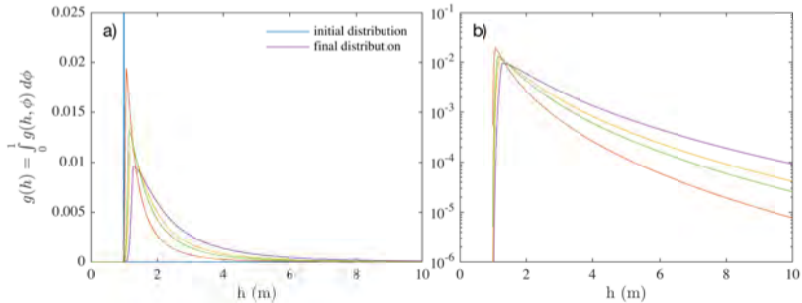 0.025
0.02
0.015
0.01
0.005
0
a)
initial distribution
final distribut on
g(h) = ∫₀¹ g(h, ϕ) dϕ
0 2 4 6 8 10
h (m)
10⁻¹
10⁻²
10⁻³
10⁻⁴
10⁻⁵
10⁻⁶
b)
0 2 4 6 8 10
h (m)